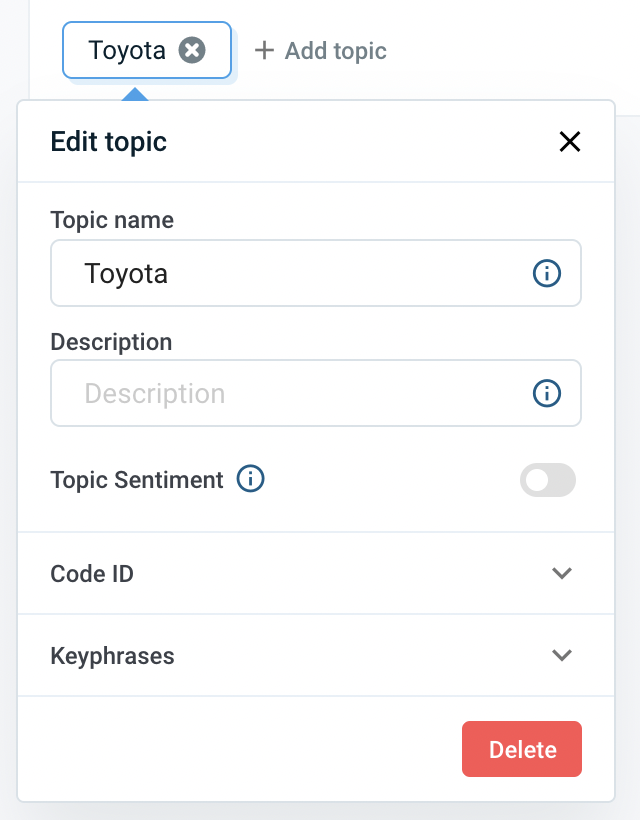 Toyota
+ Add topic
Edit topic
Topic name
Toyota
Description
Description
Topic Sentiment
Code ID
Keyphrases
Delete